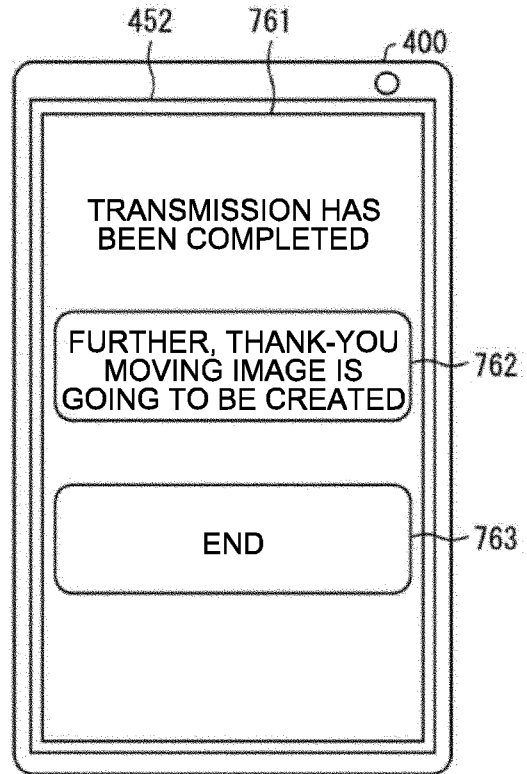 452
761
400
TRANSMISSION HAS
BEEN COMPLETED
FURTHER, THANK-YOU
MOVING IMAGE IS
GOING TO BE CREATED
762
END
763